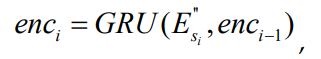 enc_i = GRU(E"_{s_i}, enc_{i-1}),